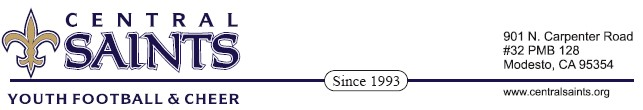 CENTRAL
SAINTS
YOUTH FOOTBALL & CHEER
Since 1993
901 N. Carpenter Road
#32 PMB 128
Modesto, CA 95354
www.centralsaints.org